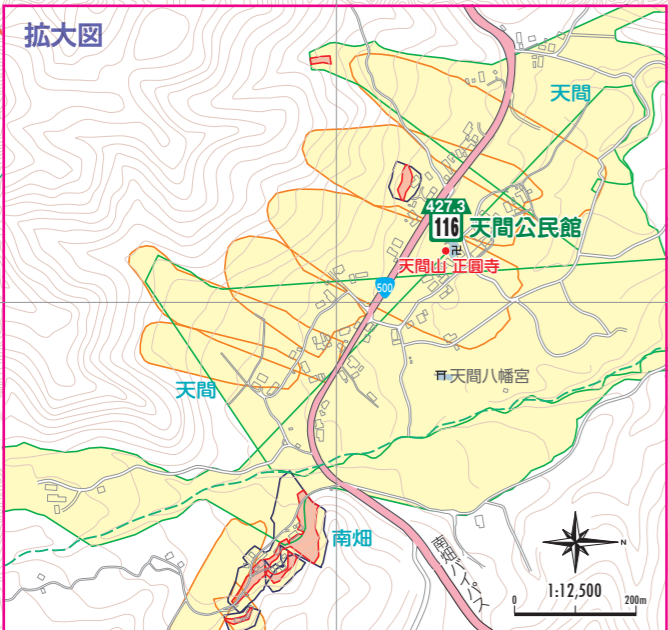 拡大図
天間
427.3
116
天間公民館
卍
天間山 正圓寺
500
天間八幡宮
天間
南畑
南畑バイパス
N
1:12,500
0
200m